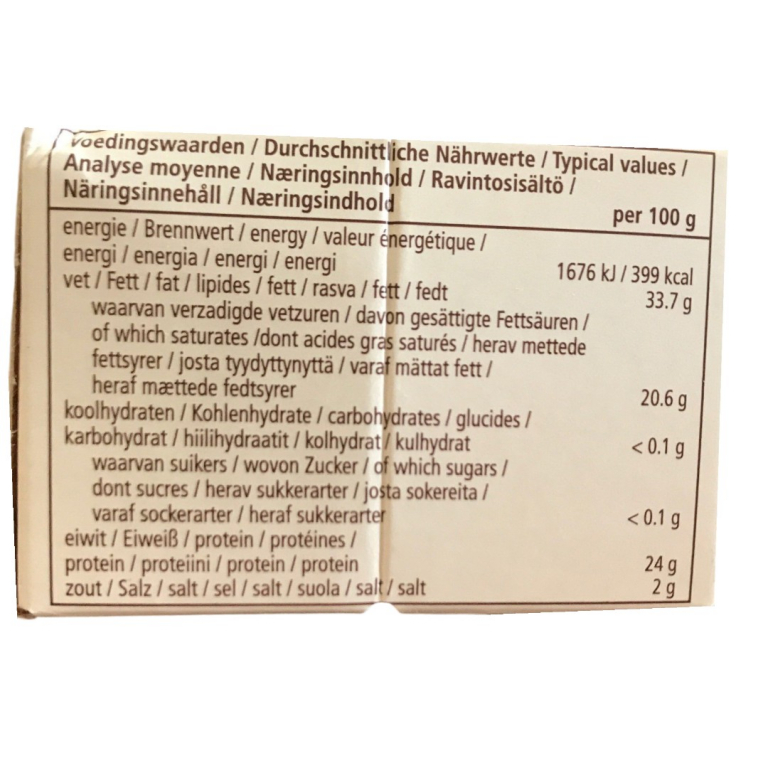 Voedingswaarden / Durchschnittliche Nährwerte / Typical values /
Analyse moyenne / Næringsinnhold / Ravintosisältö /
Näringsinnehåll / Næringsindhold
per 100 g
energie / Brennwert / energy / valeur énergétique /
energi / energia / energi / energi
1676 kJ / 399 kcal
vet / Fett / fat / lipides / fett / rasva / fett / fedt
33.7 g
waarvan verzadigde vetzuren / davon gesättigte Fettsäuren /
of which saturates /dont acides gras saturés / herav mettede
fettsyrer / josta tyydyttynyttä / varaf mättat fett /
heraf mættede fedtsyrer
20.6 g
koolhydraten / Kohlenhydrate / carbohydrates / glucides /
karbohydrat / hiilihydraatit / kolhydrat / kulhydrat
< 0.1 g
waarvan suikers / wovon Zucker / of which sugars /
dont sucres / herav sukkerarter / josta sokereita /
varaf sockerarter / heraf sukkerarter
< 0.1 g
eiwit / Eiweiß / protein / protéines /
protein / proteiini / protein / protein
24 g
zout / Salz / salt / sel / salt / suola / salt / salt
2 g